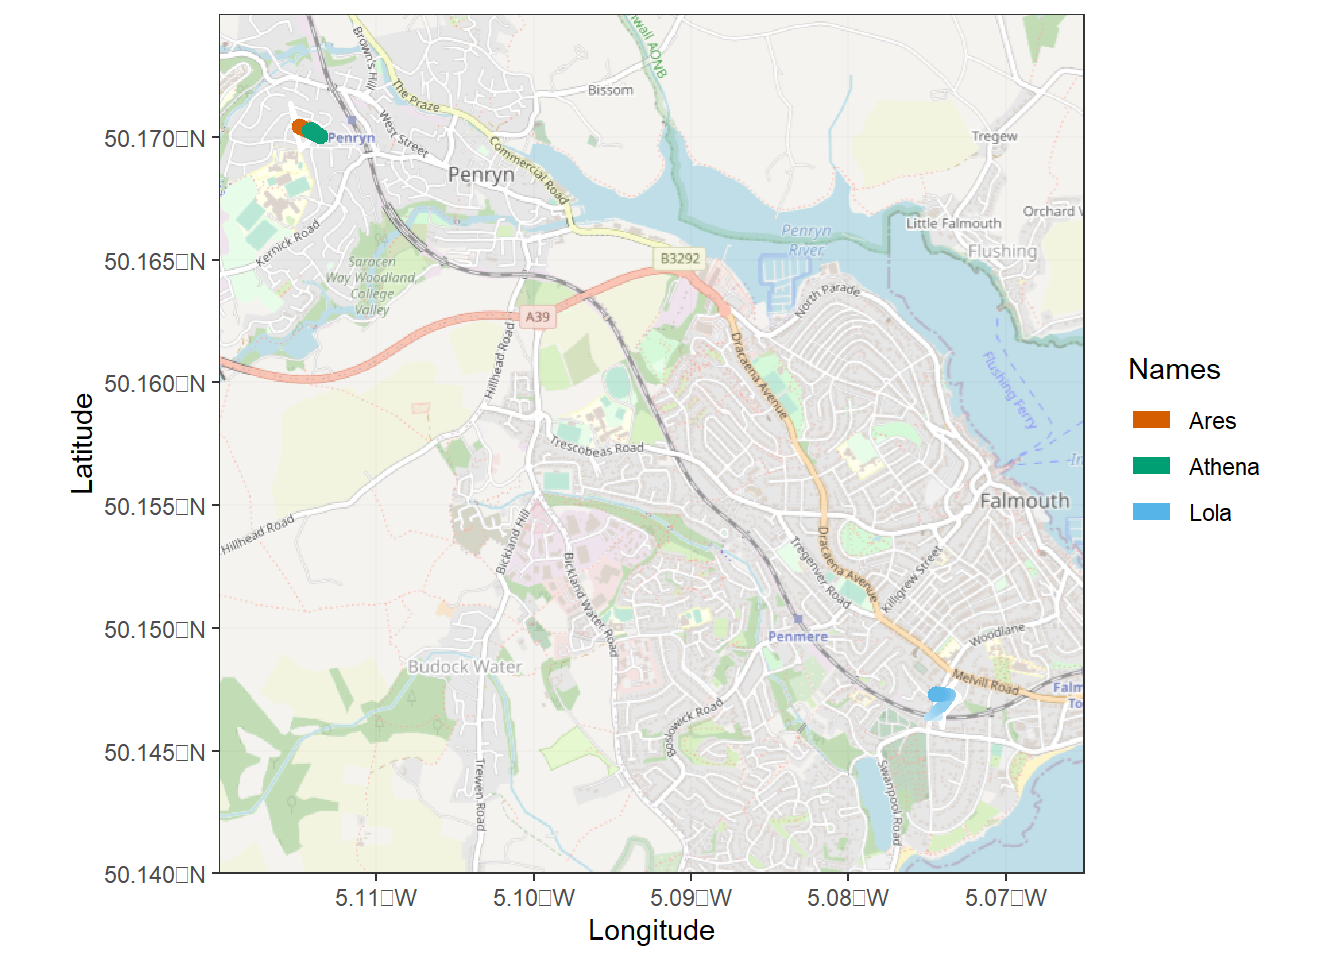 Brown's Hill
wall AONB
The Praze
Bissom
West Street
Penryn
Commercial Road
Tregew
50.170□N
Penryn
Orchard
Little Falmouth
Kernick Road
Penryn
River
Flushing
50.165□N
Saracen
Way Woodland,
College
Valley
B3292
North Parade
A39
Hillhead Road
Dracaena Avenue
Flushing Ferry
50.160□N
Names
Ares
Athena
Lola
Latitude
Trescobeas Road
50.155□N
Falmouth
Hillhead Road
Bickland Hill
Bickland Water Road
Tregenver Road
Dracaena Avenue
Killigrew Street
50.150□N
Penmere
Woodlane
Budock Water
Melvill Road
Falm
To
Boslowick Road
50.145□N
Trewen Road
Swanpool Road
50.140□N
5.11□W
5.10□W
5.09□W
5.08□W
5.07□W
Longitude